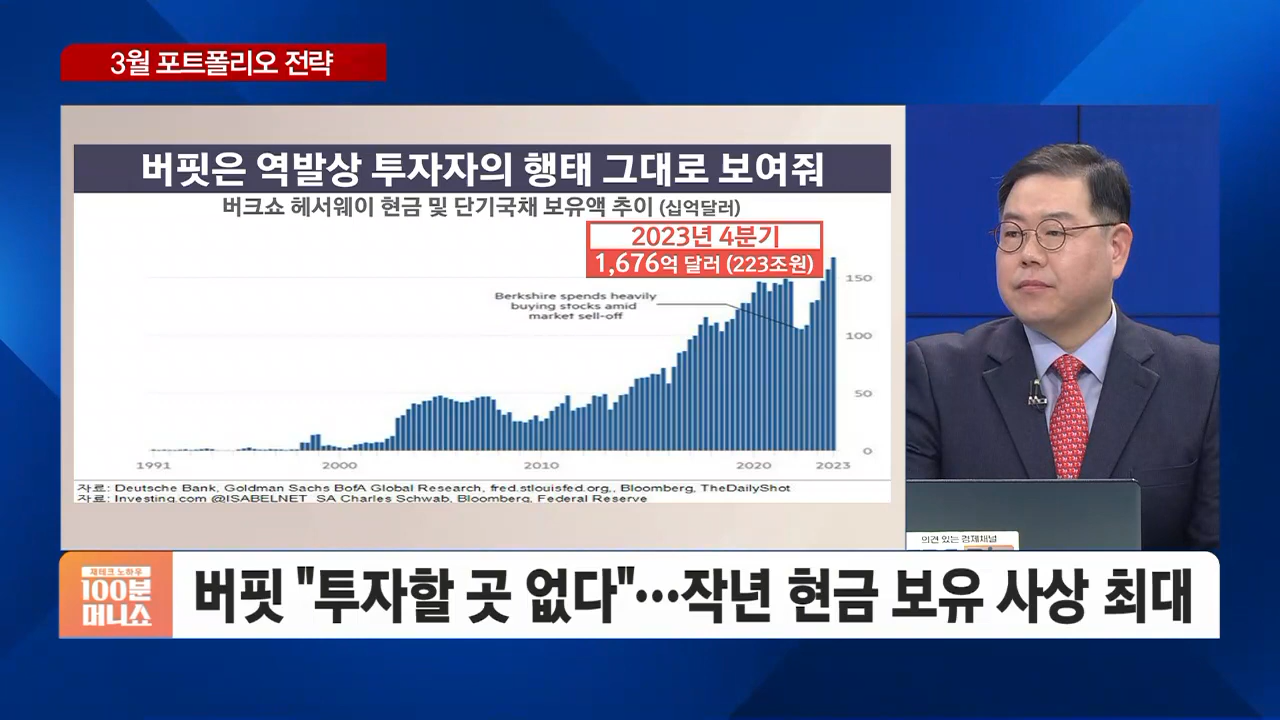 3월 포트폴리오 전략
버핏은 역발상 투자자의 행태 그대로 보여줘
버크쇼 헤서웨이 현금 및 단기국채 보유액 추이 (십억달러)
2023년 4분기
1,676억 달러 (223조원)
Berkshire spends heavily
buying stocks amid
market sell-off
150
100
50
0
1991 2000 2010 2020 2023
자료: Deutsche Bank, Goldman Sachs BofA Global Research, fred.stlouisfed.org,, Bloomberg, TheDailyShot
자료: Investing.com @ISABELNET_SA Charles Schwab, Bloomberg, Federal Reserve
의견 있는 경제채널
재테크 노하우
100분
머니쇼
버핏 "투자할 곳 없다"…작년 현금 보유 사상 최대